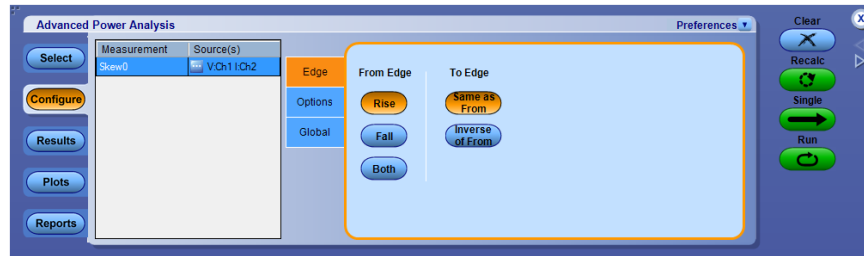 Advanced Power Analysis
Preferences
Clear
X
Select
Measurement Source(s)
Skew0 V:Ch1 I:Ch2
Configure
Results
Plots
Reports
Edge
Options
Global
From Edge
Rise
Fall
Both
To Edge
Same as
From
Inverse
of From
Recalc
Single
Run